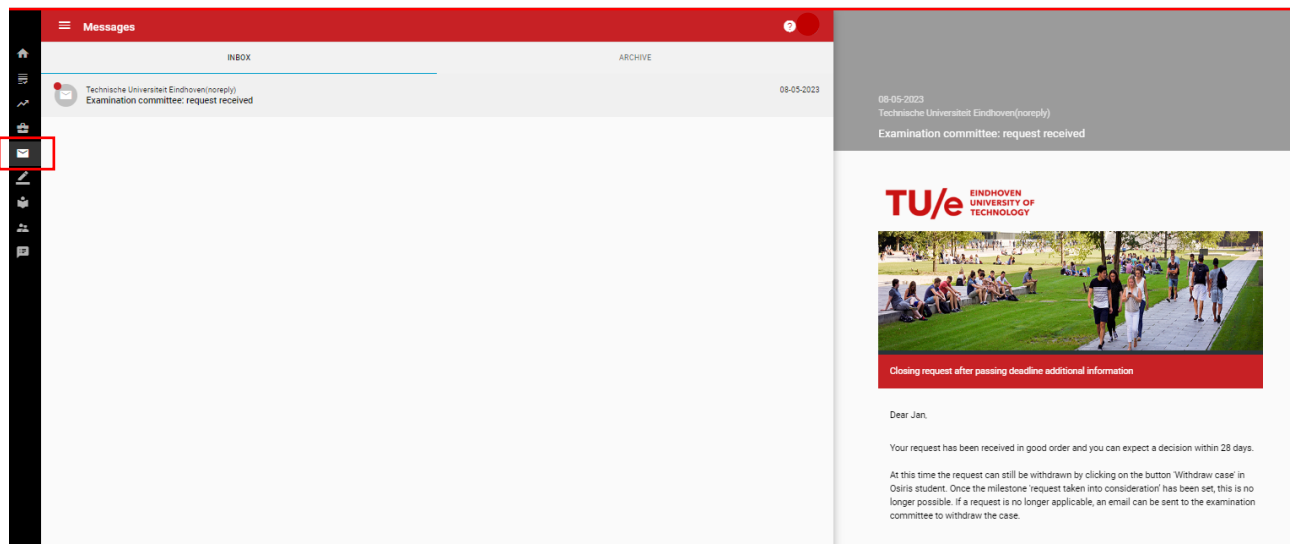 Messages
INBOX
ARCHIVE
Technische Universiteit Eindhoven(noreply)
08-05-2023
Examination committee: request received
08-05-2023
Technische Universiteit Eindhoven(noreply)
Examination committee: request received
TU/e EINDHOVEN
UNIVERSITY OF
TECHNOLOGY
Closing request after passing deadline additional information
Dear Jan,
Your request has been received in good order and you can expect a decision within 28 days.
At this time the request can still be withdrawn by clicking on the button 'Withdraw case' in
Osiris student. Once the milestone 'request taken into consideration' has been set, this is no
longer possible. If a request is no longer applicable, an email can be sent to the examination
committee to withdraw the case.